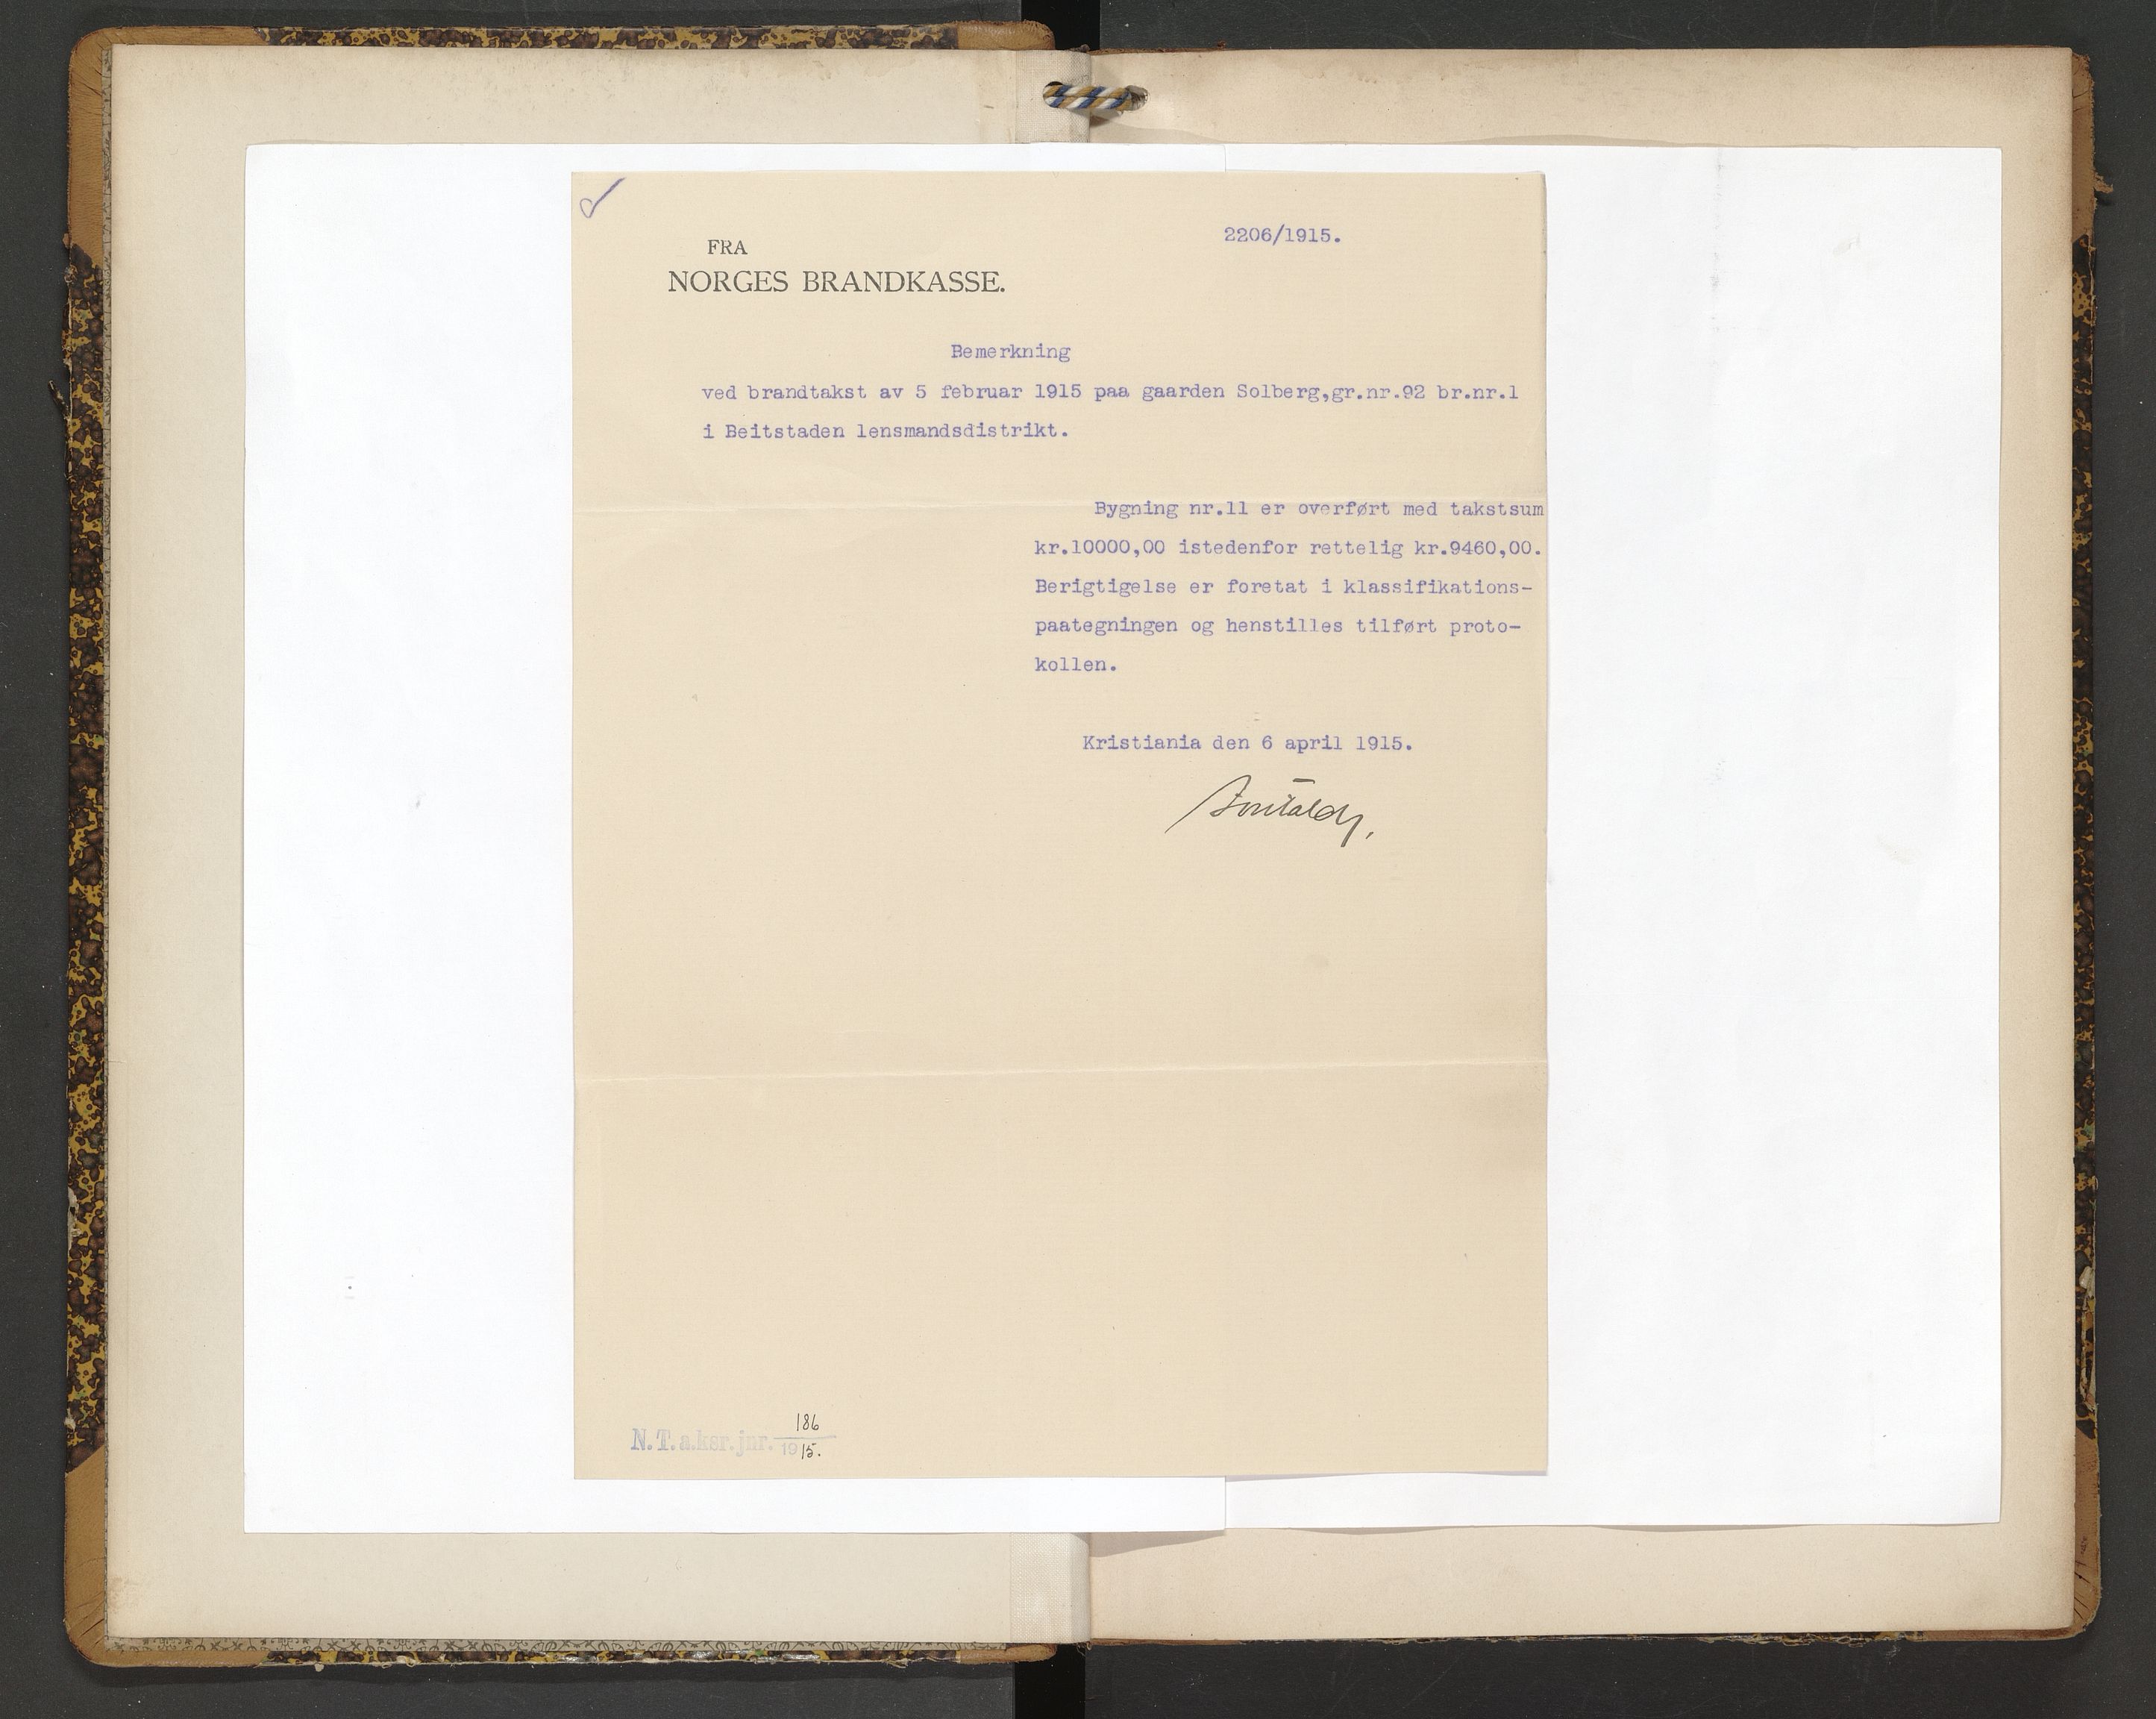 2206/1915.
FRA
NORGES BRANDKASSE.
Bemerkning
ved brandtakst av 5 februar 1915 paa gaarden Solberg,gr.nr.92 br.nr.1
i Beitstaden lensmandsdistrikt.
Bygning nr.11 er overført med takstsum
kr.10000,00 istedenfor rettelig kr.9460,00.
Berigtigelse er foretat i klassifikations-
paategningen og henstilles tilført proto-
kollen.
Kristiania den 6 april 1915.
N. T. a.ksr. jnr. 186
1915.